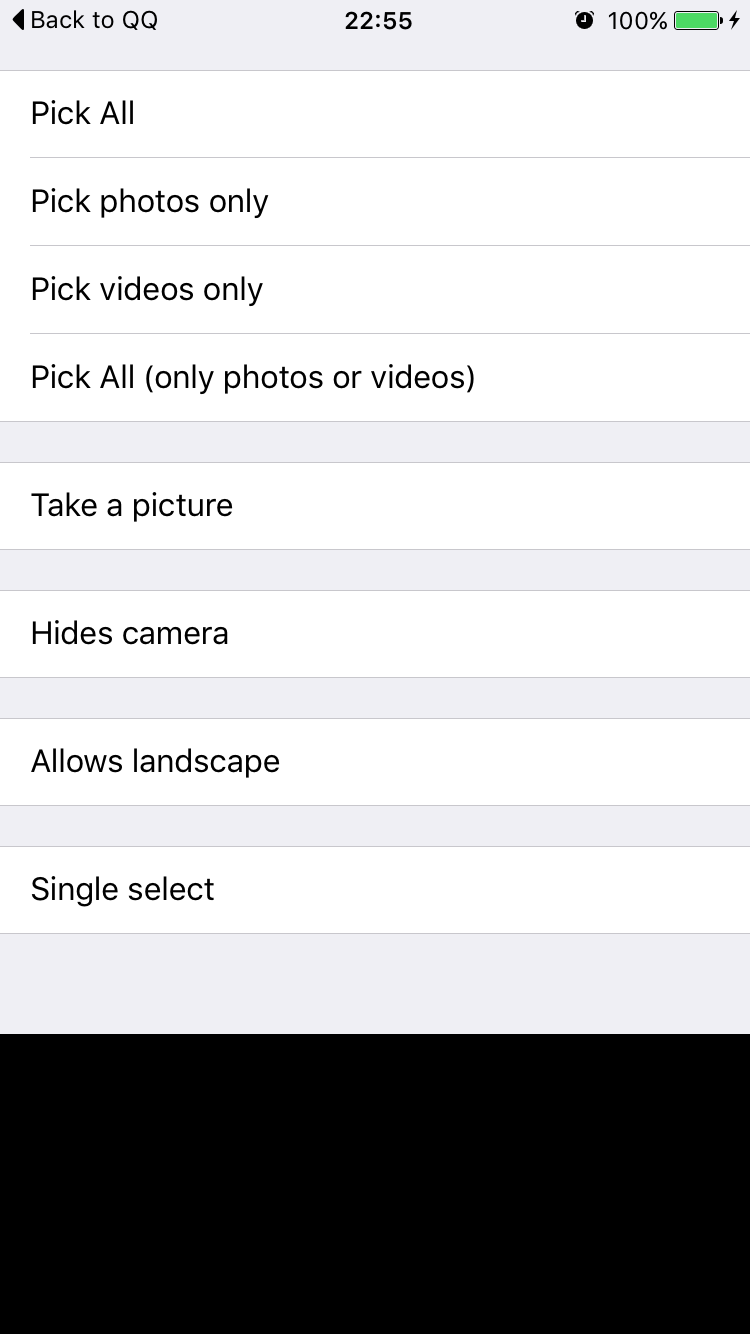 Back to QQ 22:55 100%
Pick All
Pick photos only
Pick videos only
Pick All (only photos or videos)
Take a picture
Hides camera
Allows landscape
Single select